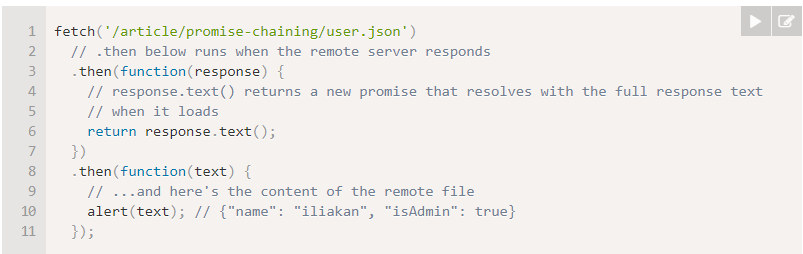 1 fetch('/article/promise-chaining/user.json')
2   // .then below runs when the remote server responds
3   .then(function(response) {
4     // response.text() returns a new promise that resolves with the full response text
5     // when it loads
6     return response.text();
7   })
8   .then(function(text) {
9     // ...and here's the content of the remote file
10     alert(text); // {"name": "iliakan", "isAdmin": true}
11   });